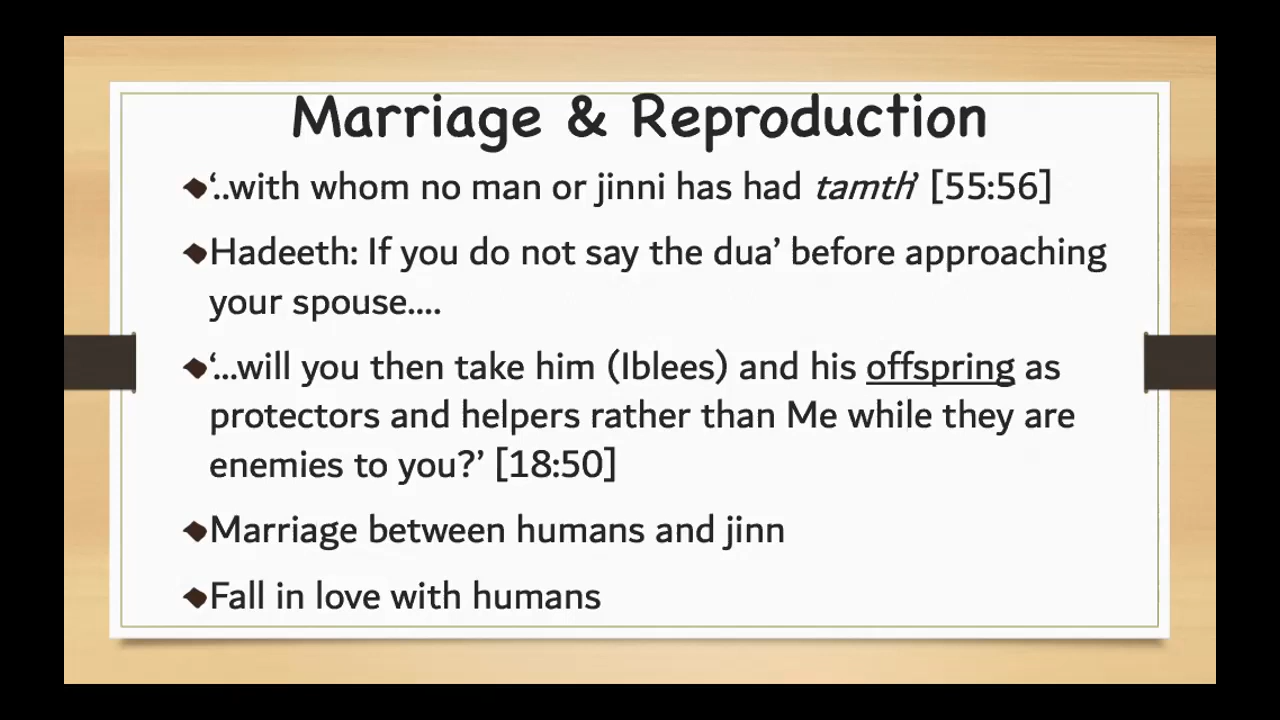 Marriage & Reproduction
‘..with whom no man or jinni has had tamth’ [55:56]
Hadeeth: If you do not say the dua’ before approaching
your spouse....
‘...will you then take him (Iblees) and his offspring as
protectors and helpers rather than Me while they are
enemies to you?’ [18:50]
Marriage between humans and jinn
Fall in love with humans